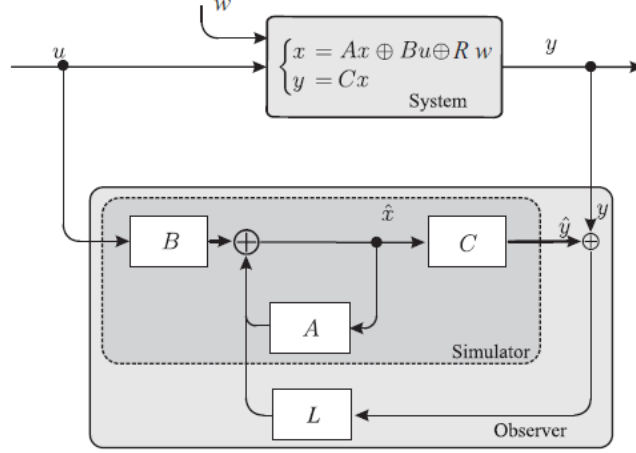 w
u
x = Ax ⊕ Bu⊕R w
y = Cx
System
y
B
⊕
x̂
C
ŷ
y
⊕
A
Simulator
L
Observer